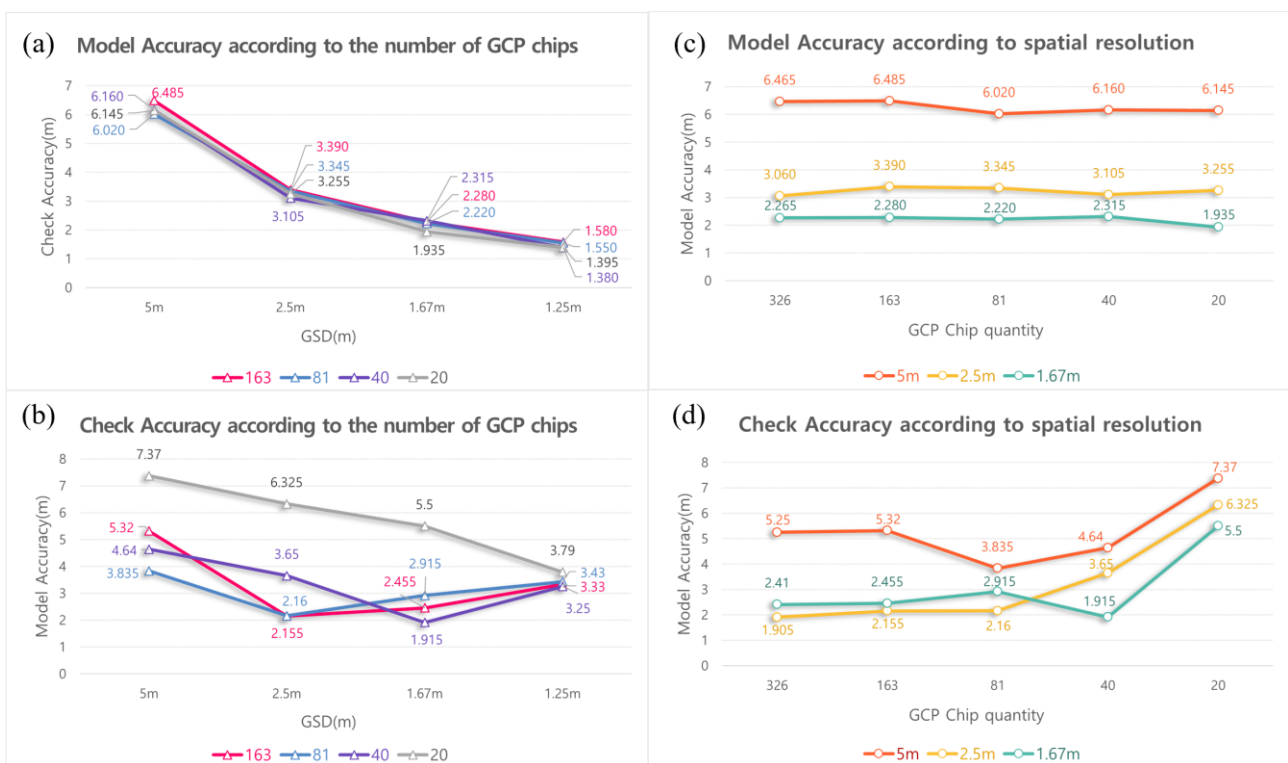 (a) Model Accuracy according to the number of GCP chips
Check Accuracy(m)
7
6
5
4
3
2
1
0
6.160
6.145
6.020
6.485
3.390
3.345
3.255
3.105
2.315
2.280
2.220
1.935
1.580
1.550
1.395
1.380
5m 2.5m 1.67m 1.25m
GSD(m)
163 81 40 20
(c) Model Accuracy according to spatial resolution
Model Accuracy(m)
7
6
5
4
3
2
1
0
6.465 6.485 6.020 6.160 6.145
3.060 3.390 3.345 3.105 3.255
2.265 2.280 2.220 2.315 1.935
326 163 81 40 20
GCP Chip quantity
5m 2.5m 1.67m
(b) Check Accuracy according to the number of GCP chips
Model Accuracy(m)
8
7
6
5
4
3
2
1
0
7.37 6.325 5.5 3.79
5.32
4.64
3.835
3.65
2.16
2.155
2.915
2.455
1.915
3.43
3.33
3.25
5m 2.5m 1.67m 1.25m
GSD(m)
163 81 40 20
(d) Check Accuracy according to spatial resolution
Model Accuracy(m)
8
7
6
5
4
3
2
1
0
5.25 5.32 3.835 4.64 7.37
2.41 2.455 2.915 3.65 6.325
1.905 2.155 2.16 1.915 5.5
326 163 81 40 20
GCP Chip quantity
5m 2.5m 1.67m